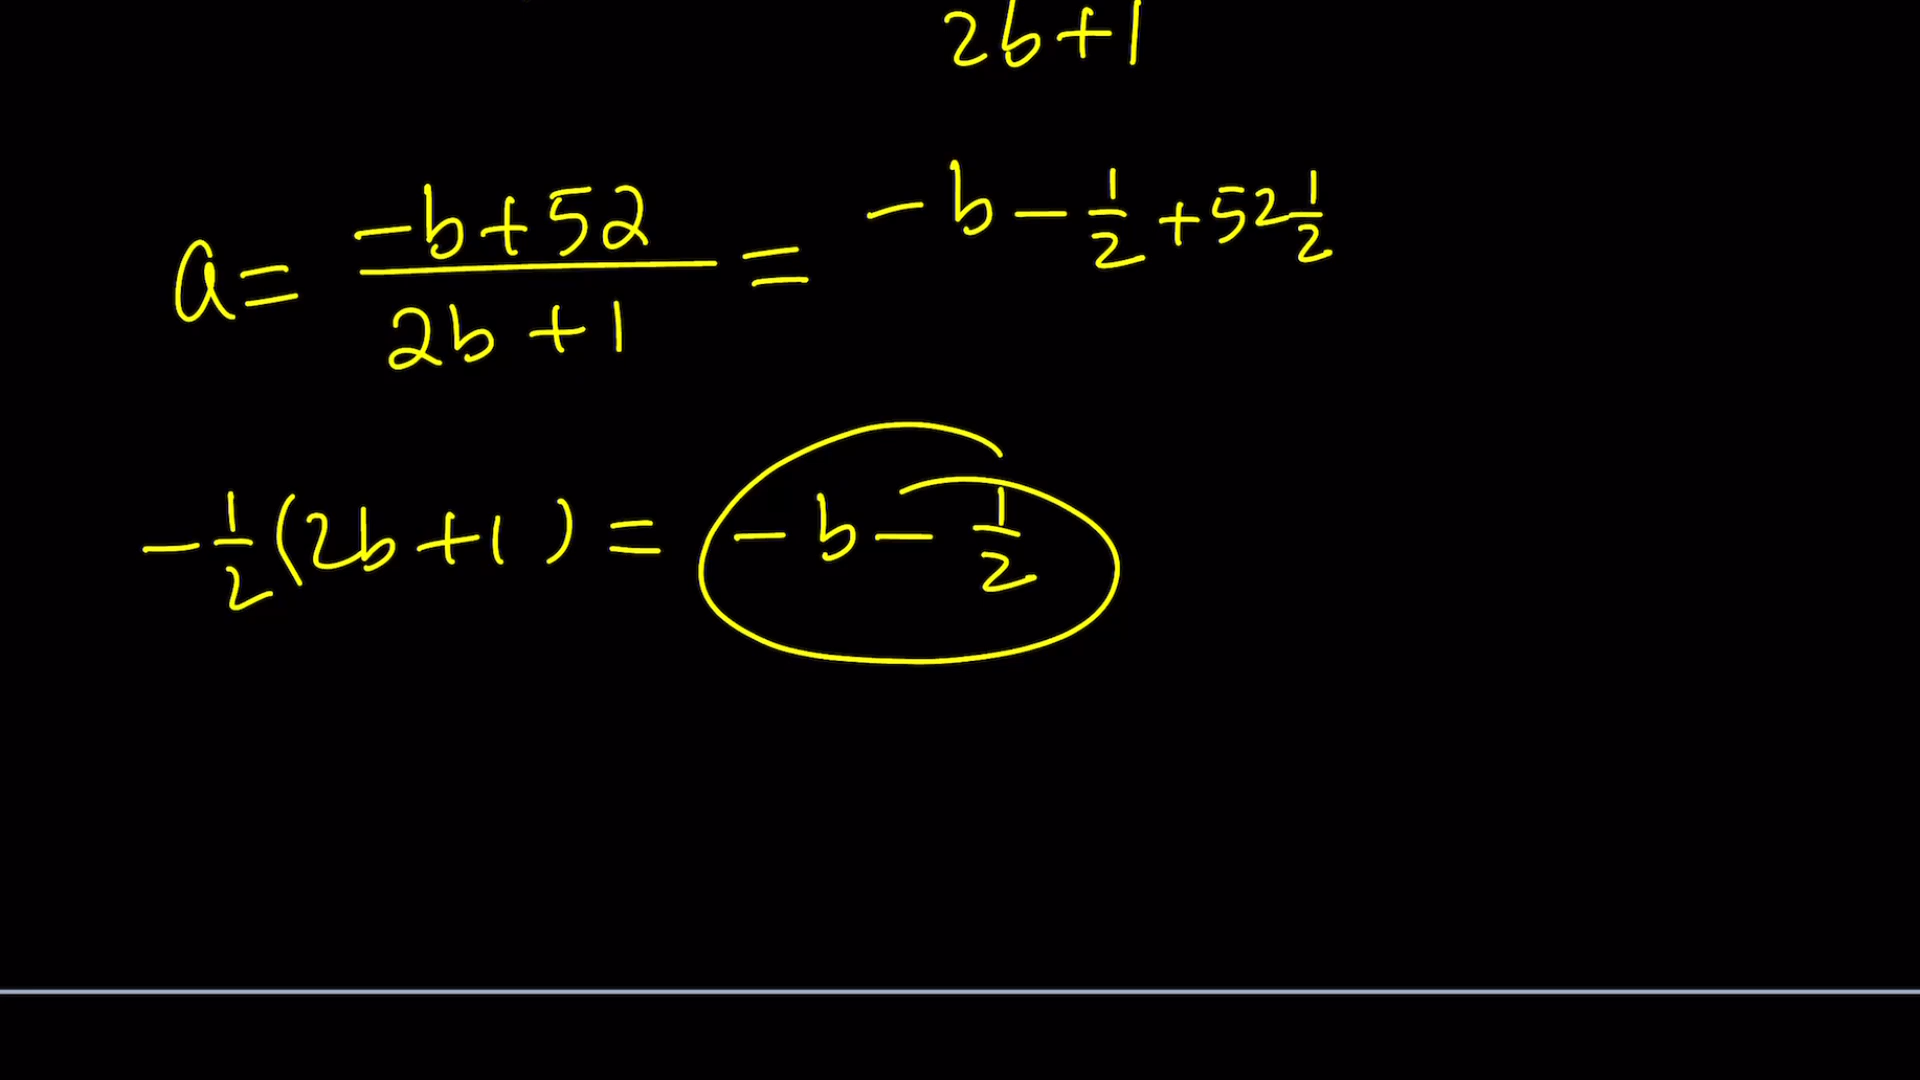 2b+1
a = (-b+52)/(2b+1) = -b - 1/2 + 52 1/2
-1/2 (2b+1) = -b - 1/2